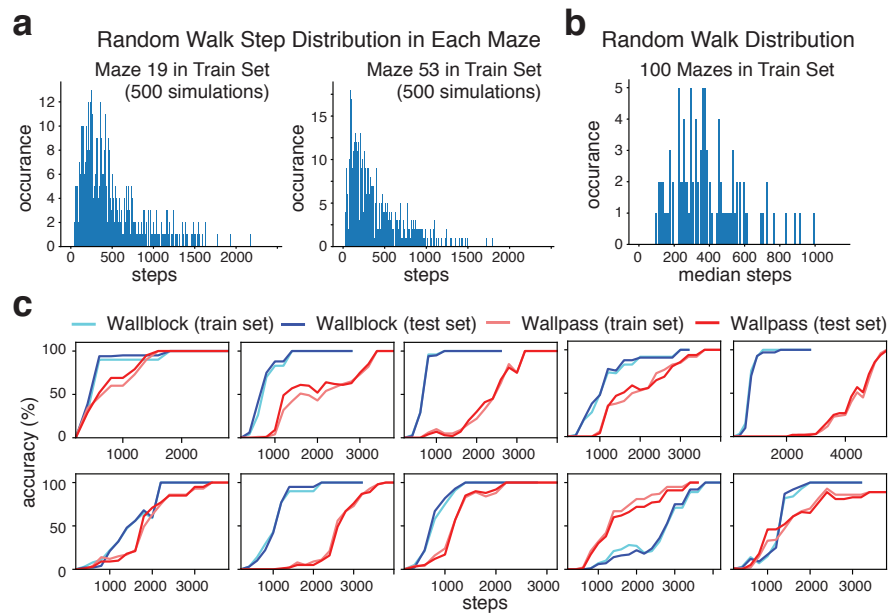 a
Random Walk Step Distribution in Each Maze
Maze 19 in Train Set
(500 simulations)
occurance
12
10
8
6
4
2
0
0 500 1000 1500 2000
steps
Maze 53 in Train Set
(500 simulations)
occurance
15
10
5
0
0 500 1000 1500 2000
steps
b
Random Walk Distribution
100 Mazes in Train Set
occurance
5
4
3
2
1
0
0 200 400 600 800 1000
median steps
c
Wallblock (train set) Wallblock (test set) Wallpass (train set) Wallpass (test set)
accuracy (%)
100
50
0
1000 2000
1000 2000 3000
1000 2000 3000
1000 2000 3000
2000 4000
100
50
0
1000 2000 3000
1000 2000 3000
1000 2000 3000
1000 2000 3000
1000 2000 3000
steps